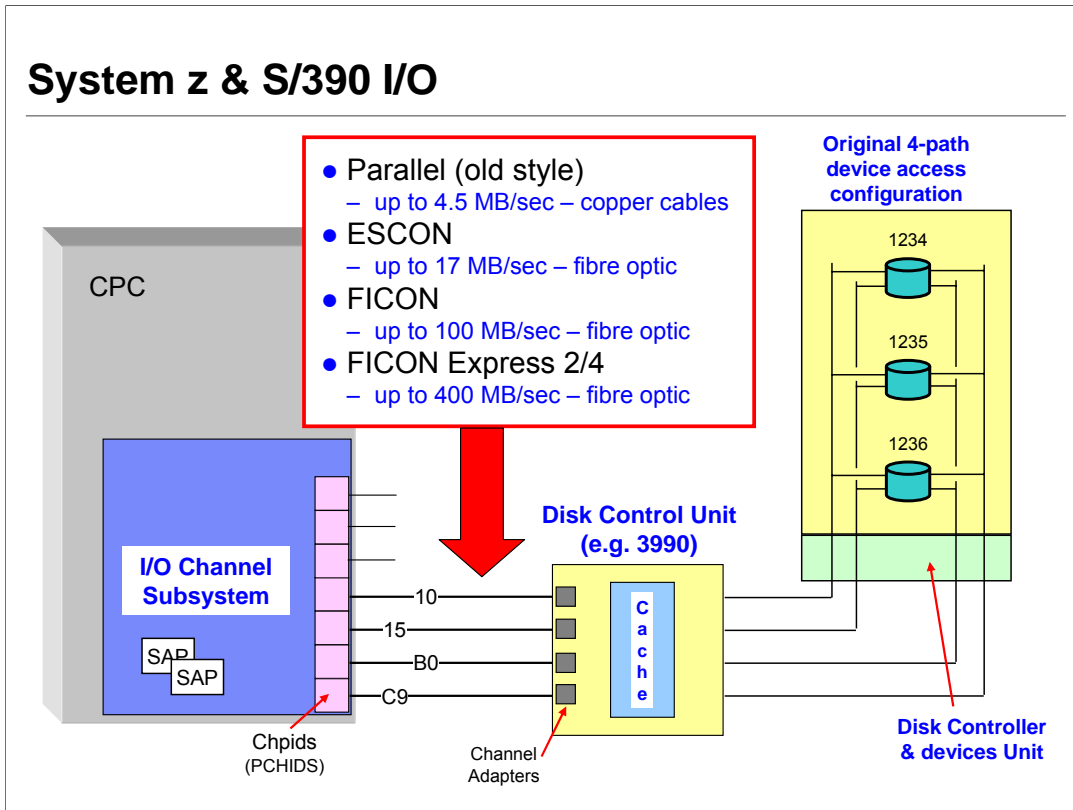 System z & S/390 I/O
● Parallel (old style)
– up to 4.5 MB/sec – copper cables
● ESCON
– up to 17 MB/sec – fibre optic
● FICON
– up to 100 MB/sec – fibre optic
● FICON Express 2/4
– up to 400 MB/sec – fibre optic
Original 4-path
device access
configuration
1234
1235
1236
CPC
I/O Channel
Subsystem
SAP
SAP
10
15
B0
C9
Chpids
(PCHIDS)
Disk Control Unit
(e.g. 3990)
Cache
Channel
Adapters
Disk Controller
& devices Unit